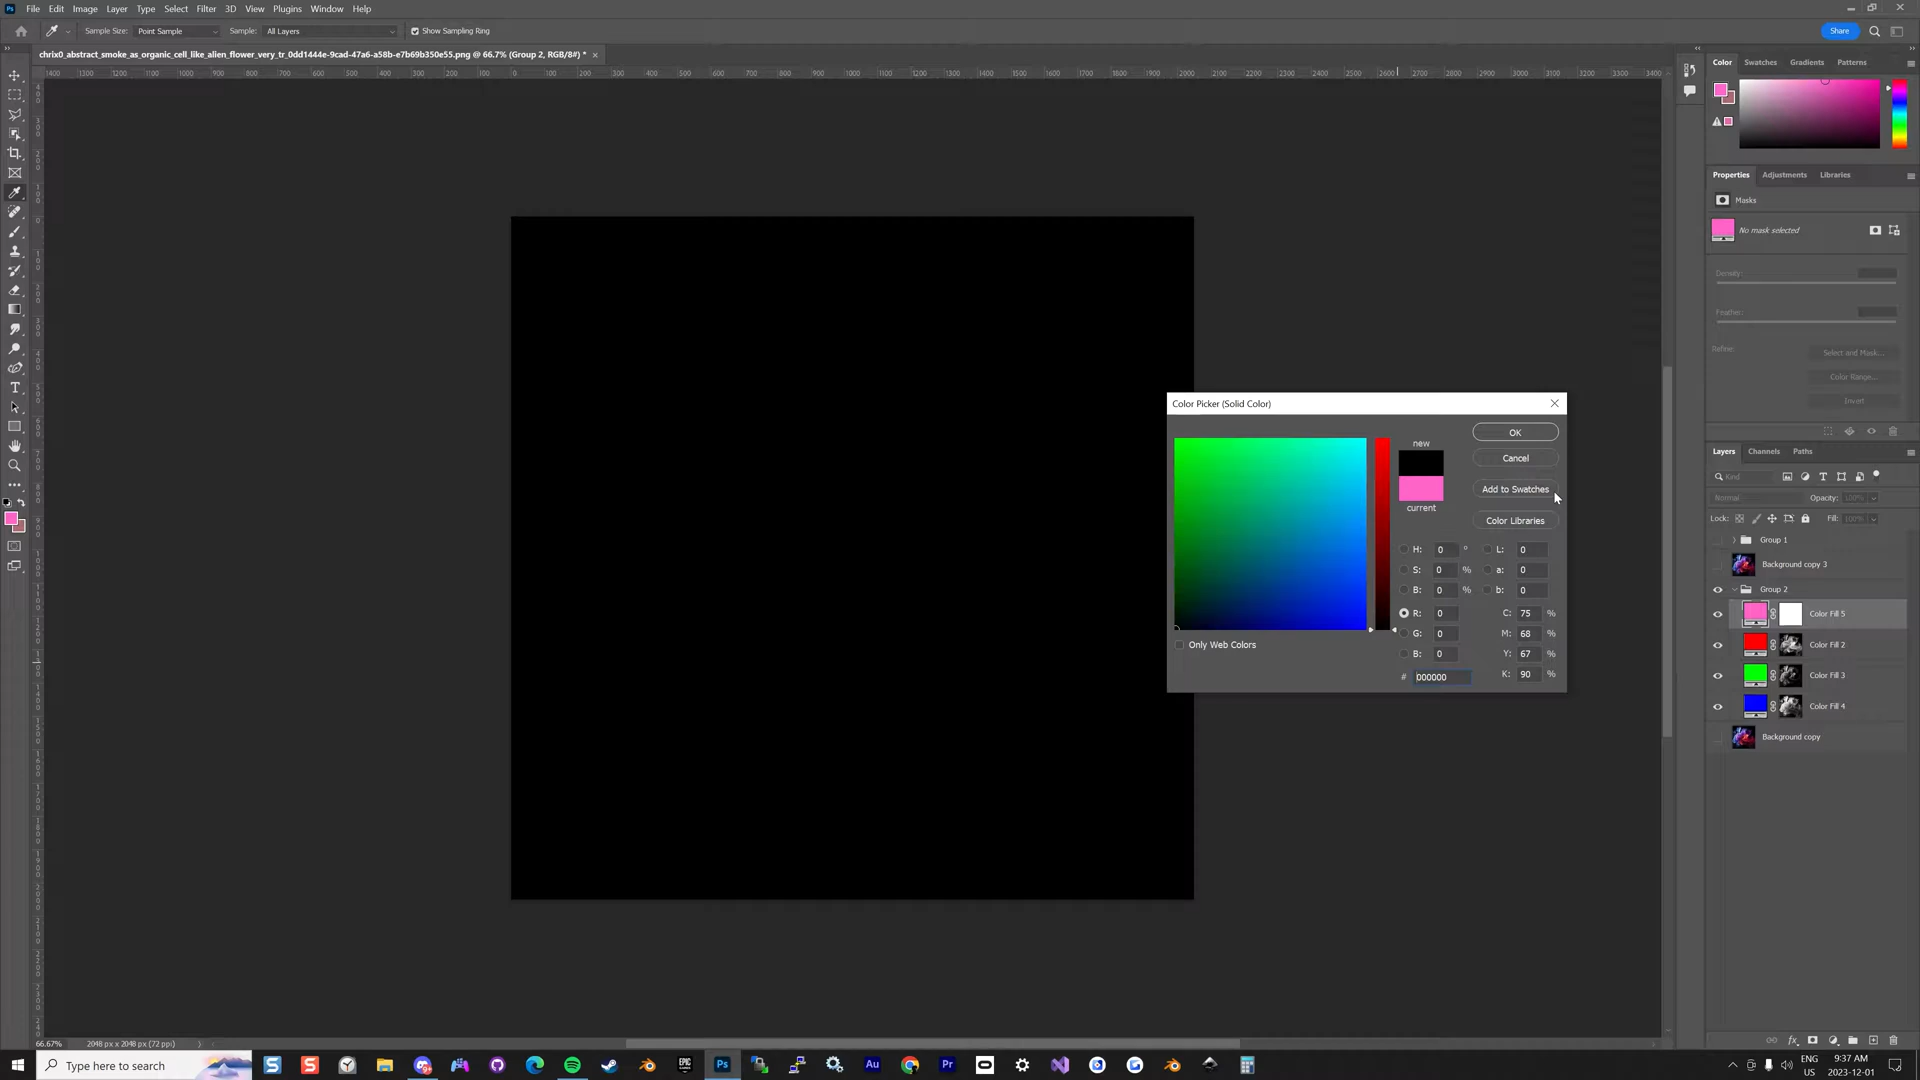 File Edit Image Layer Type Select Filter 3D View Plugins Window Help
Sample Size: Point Sample Sample: All Layers Show Sampling Ring Share
chrix0_abstract_smoke_as_organic_cell_like_alien_flower_very_tr_0dd1444e-9cad-47a6-a58b-e7b69b350e55.png @ 66.7% (Group 2, RGB/8#) *
Color Swatches Gradients Patterns
Properties Adjustments Libraries
Masks
No mask selected
Density:
Feather:
Refine:
Select and Mask...
Color Range...
Invert
Color Picker (Solid Color)
new
current
OK
Cancel
Add to Swatches
Color Libraries
H: 0 ° L: 0
S: 0 % a: 0
B: 0 % b: 0
R: 0 C: 75 %
G: 0 M: 68 %
B: 0 Y: 67 %
# 000000 K: 90 %
Only Web Colors
Layers Channels Paths
Kind
Normal Opacity: 100%
Lock: Fill: 100%
Group 1
Background copy 3
Group 2
Color Fill 5
Color Fill 2
Color Fill 3
Color Fill 4
Background copy
66.67% 2048 px x 2048 px (72 ppi)
Type here to search
Ps
Au
Pr
EPIC
ENG
US
9:37 AM
2023-12-01